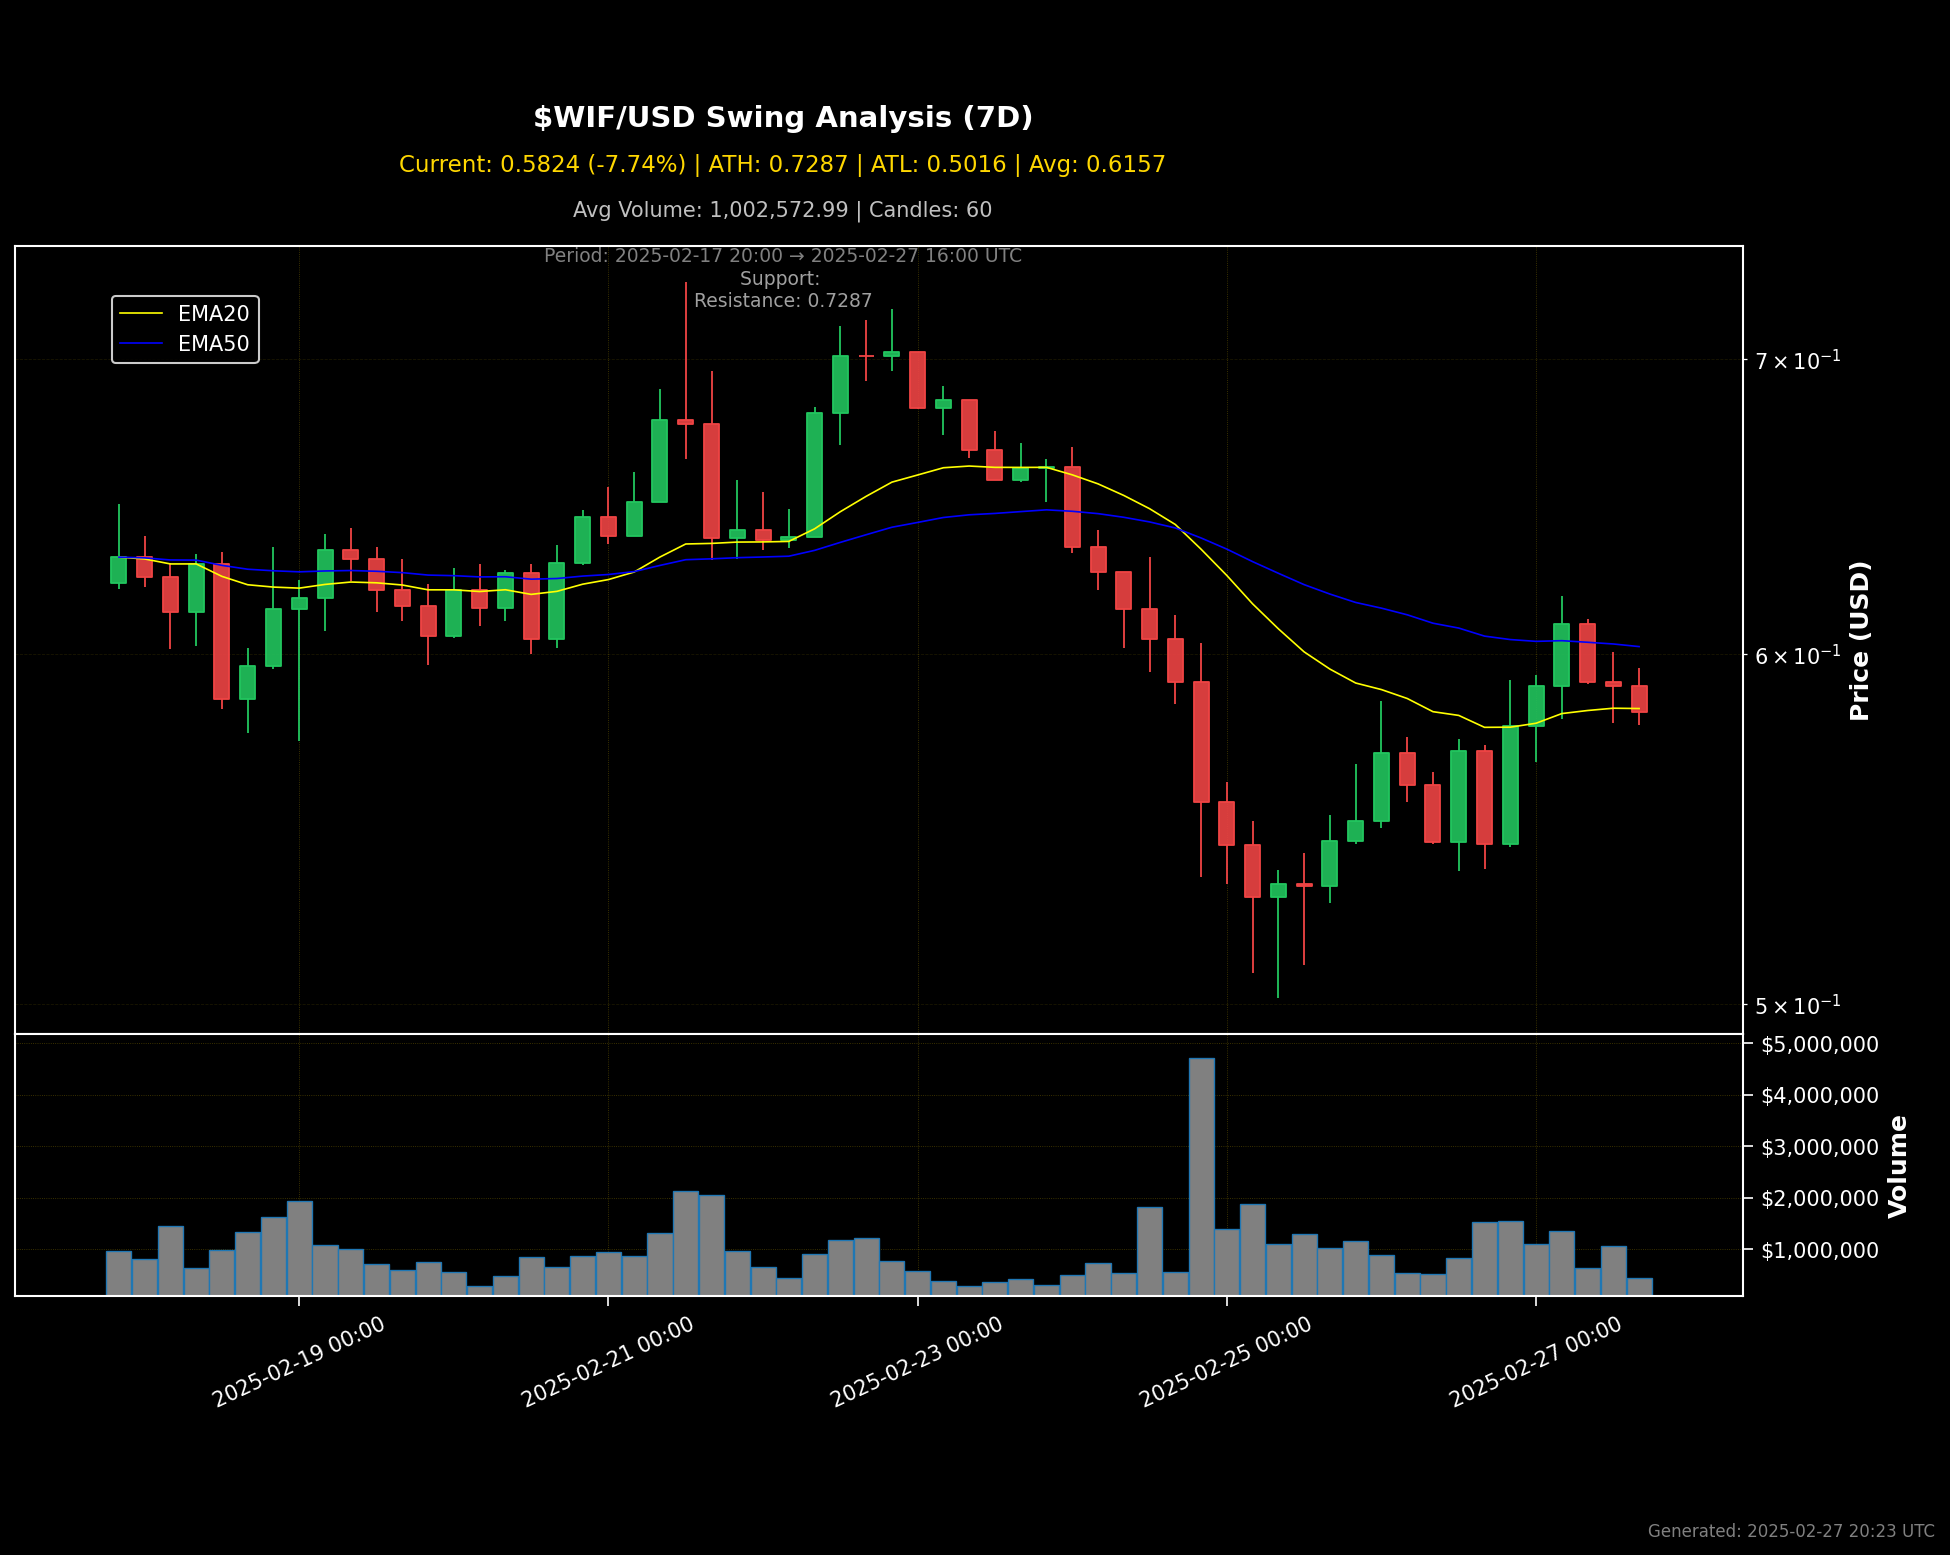 $WIF/USD Swing Analysis (7D)
Current: 0.5824 (-7.74%) | ATH: 0.7287 | ATL: 0.5016 | Avg: 0.6157
Avg Volume: 1,002,572.99 | Candles: 60
Period: 2025-02-17 20:00 → 2025-02-27 16:00 UTC
Support:
Resistance: 0.7287
EMA20
EMA50
7 × 10⁻¹
6 × 10⁻¹
5 × 10⁻¹
Price (USD)
$5,000,000
$4,000,000
$3,000,000
$2,000,000
$1,000,000
Volume
2025-02-19 00:00
2025-02-21 00:00
2025-02-23 00:00
2025-02-25 00:00
2025-02-27 00:00
Generated: 2025-02-27 20:23 UTC